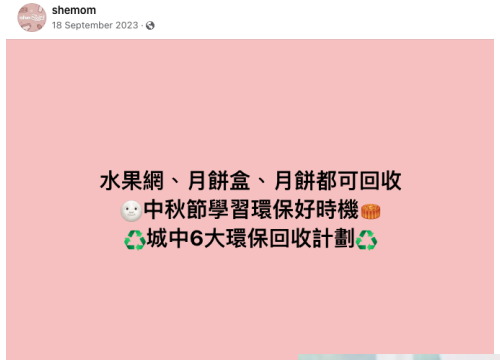 shemom
18 September 2023 ·
水果網、月餅盒、月餅都可回收
🌝中秋節學習環保好時機🥮
♻️城中6大環保回收計劃♻️